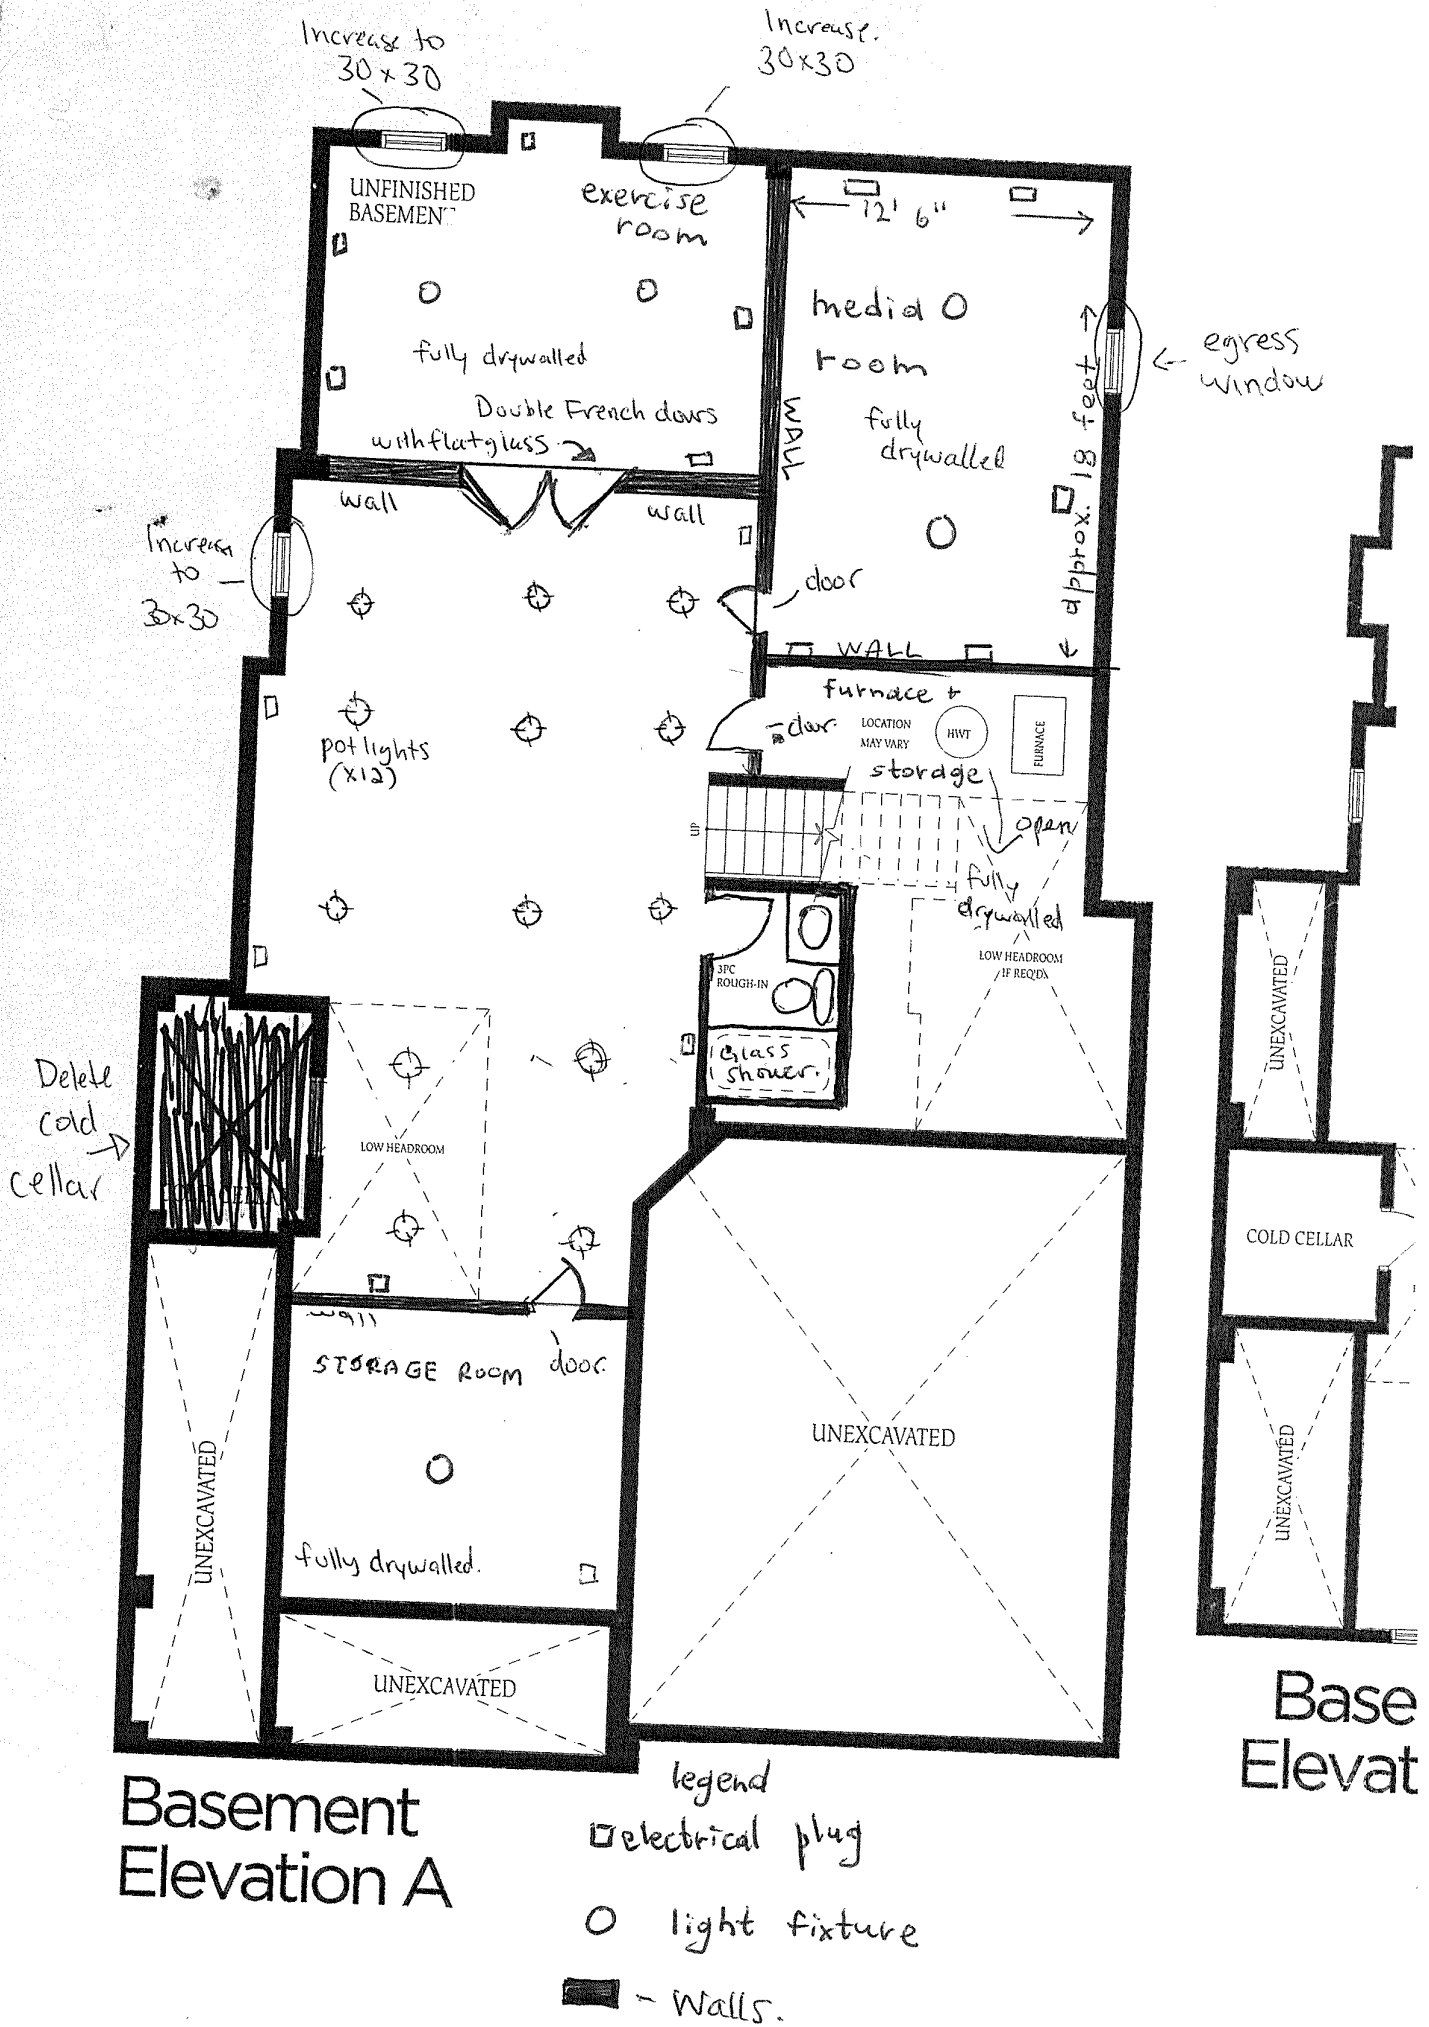 Increase to
30x30
Increase.
30x30
UNFINISHED
BASEMENT
exercise
room
12' 6"
media
room
fully drywalled
egress
window
Double French doors
with flat glass
WALL
fully
drywalled
approx. 18 feet
wall
wall
Increase
to
30x30
door
WALL
furnace +
door.
LOCATION
MAY VARY
HWT
FURNACE
storage
pot lights
(x12)
UP
open
fully
drywalled
LOW HEADROOM
IF REQ'D
3PC
ROUGH-IN
Glass
shower.
Delete
cold
cellar
LOW HEADROOM
UNEXCAVATED
COLD CELLAR
wall
STORAGE ROOM
door.
UNEXCAVATED
UNEXCAVATED
UNEXCAVATED
fully drywalled.
UNEXCAVATED
Basement
Elevation A
Base
Elevat
legend
electrical plug
light fixture
- Walls.